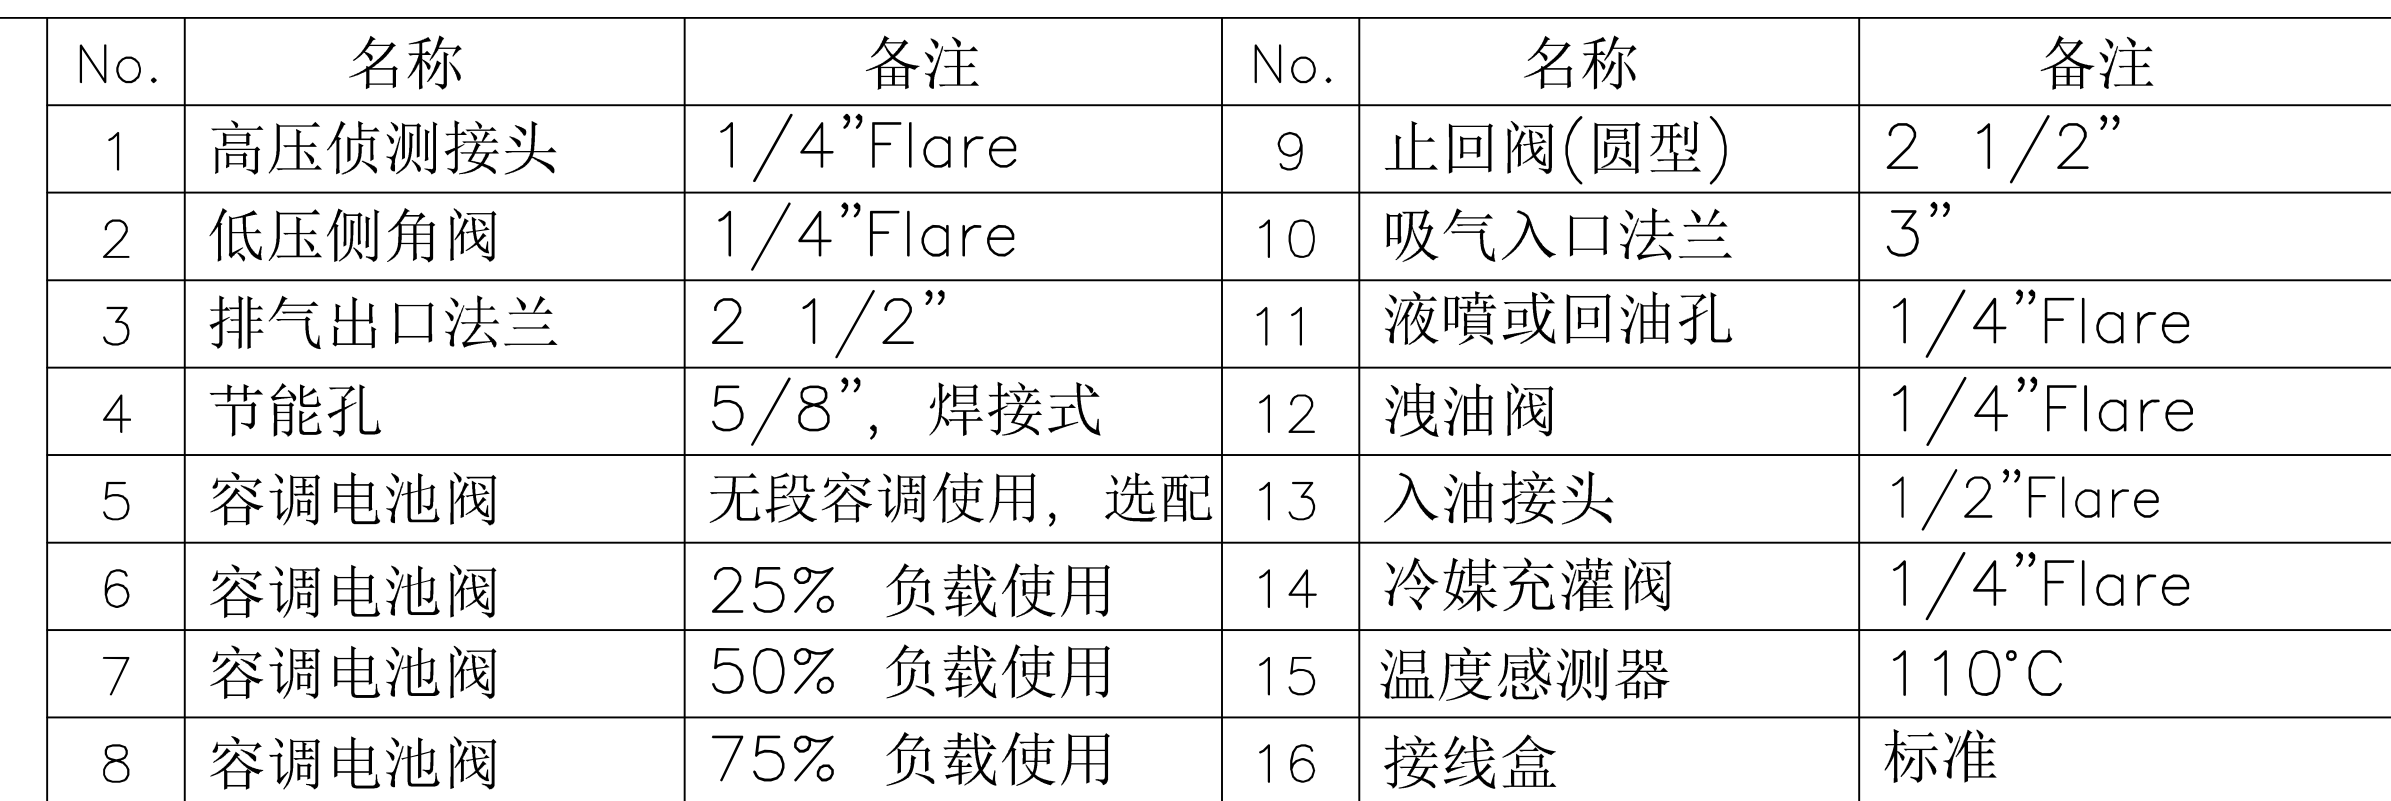 No. 名称 备注 No. 名称 备注
1 高压侦测接头 1/4”Flare 9 止回阀(圆型) 2 1/2”
2 低压侧角阀 1/4”Flare 10 吸气入口法兰 3”
3 排气出口法兰 2 1/2” 11 液噴或回油孔 1/4”Flare
4 节能孔 5/8”, 焊接式 12 洩油阀 1/4”Flare
5 容调电池阀 无段容调使用, 选配 13 入油接头 1/2”Flare
6 容调电池阀 25% 负载使用 14 冷媒充灌阀 1/4”Flare
7 容调电池阀 50% 负载使用 15 温度感测器 110°C
8 容调电池阀 75% 负载使用 16 接线盒 标准